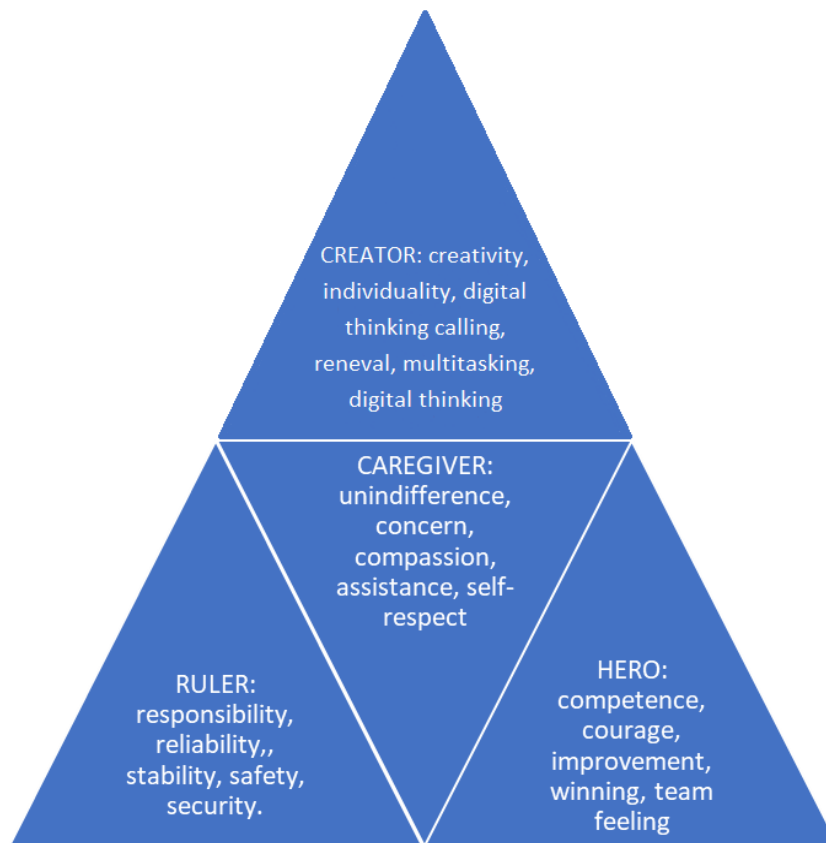 CREATOR: creativity,
individuality, digital
thinking calling,
reneval, multitasking,
digital thinking
CAREGIVER:
unindifference,
concern,
compassion,
assistance, self-
respect
RULER:
responsibility,
reliability,,
stability, safety,
security.
HERO:
competence,
courage,
improvement,
winning, team
feeling